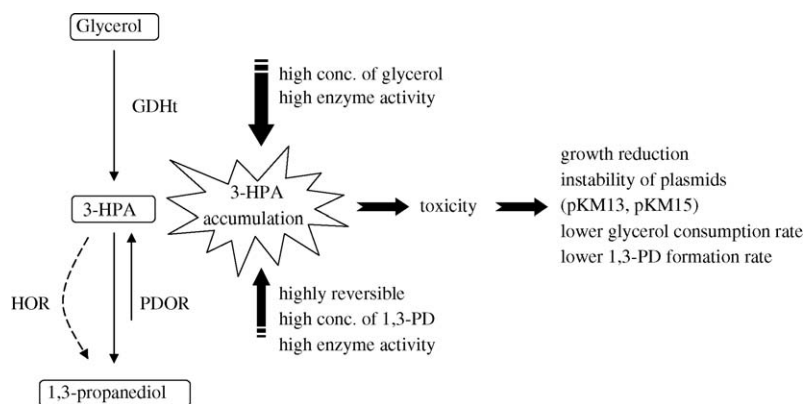 Glycerol
GDHt
3-HPA
HOR
PDOR
1,3-propanediol
high conc. of glycerol
high enzyme activity
3-HPA
accumulation
highly reversible
high conc. of 1,3-PD
high enzyme activity
toxicity
growth reduction
instability of plasmids
(pKM13, pKM15)
lower glycerol consumption rate
lower 1,3-PD formation rate